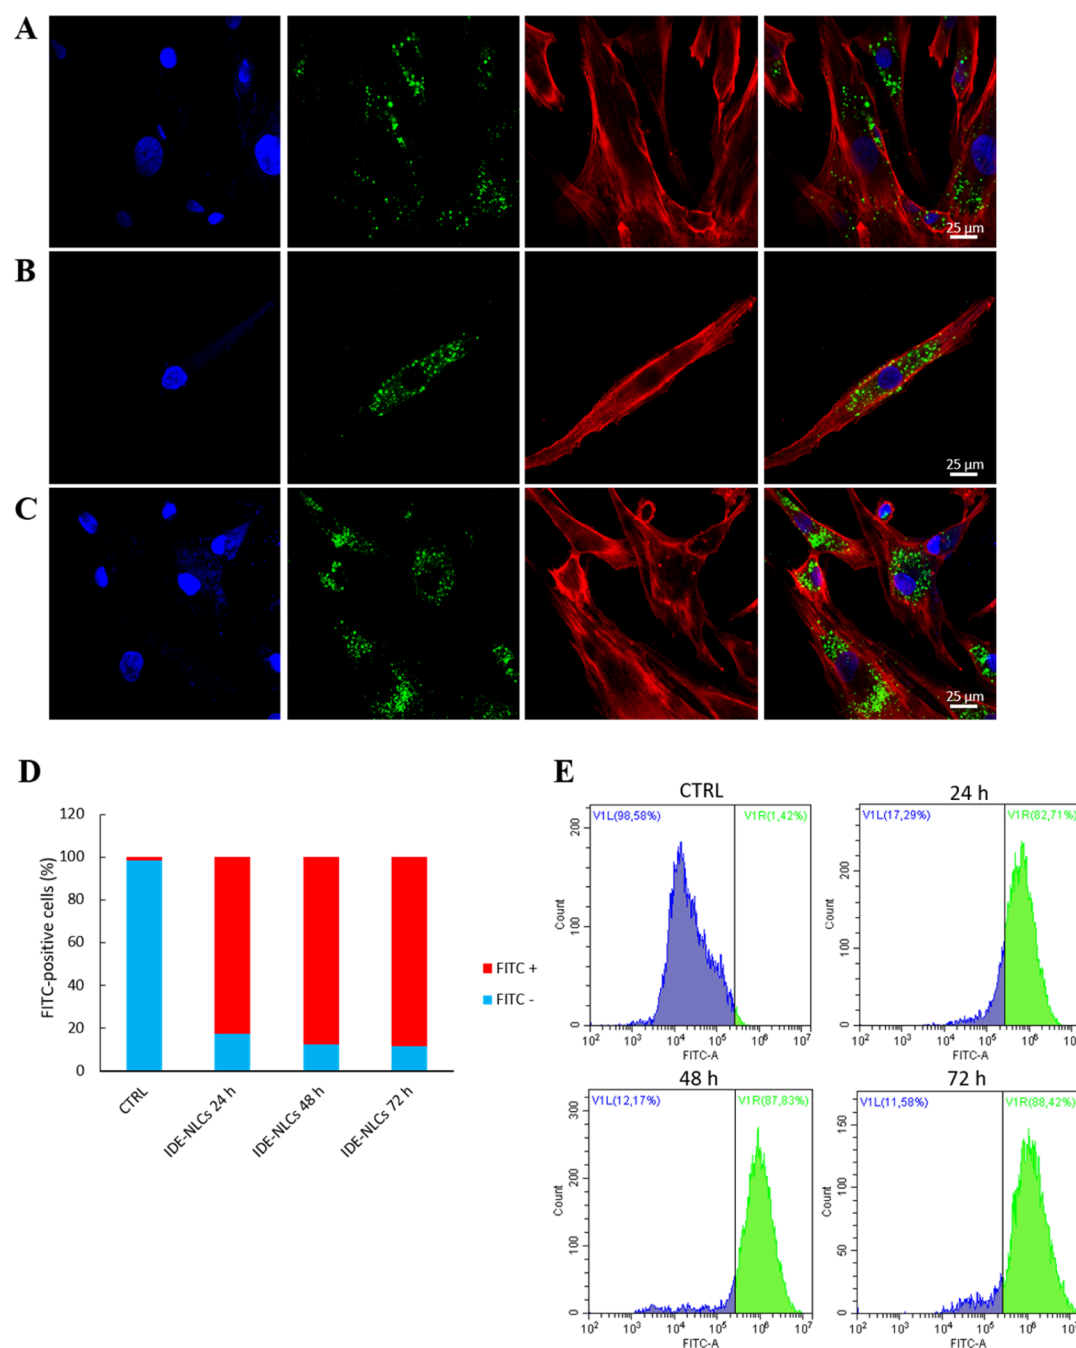 A
25 µm
B
25 µm
C
25 µm
D
FITC-positive cells (%)
120
100
80
60
40
20
0
CTRL
IDE-NLCs 24 h
IDE-NLCs 48 h
IDE-NLCs 72 h
FITC +
FITC -
E
CTRL
V1L(98,58%)
V1R(1,42%)
Count
200
100
0
10²
10³
10⁴
10⁵
10⁶
10⁷
FITC-A
24 h
V1L(17,29%)
V1R(82,71%)
Count
200
100
0
10²
10³
10⁴
10⁵
10⁶
10⁷
FITC-A
48 h
V1L(12,17%)
V1R(87,83%)
Count
300
200
100
0
10²
10³
10⁴
10⁵
10⁶
10⁷
FITC-A
72 h
V1L(11,58%)
V1R(88,42%)
Count
150
100
50
0
10²
10³
10⁴
10⁵
10⁶
10⁷
FITC-A